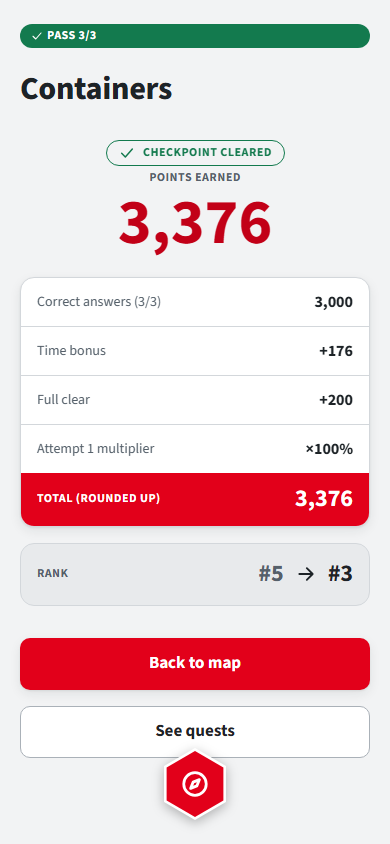 PASS 3/3
Containers
CHECKPOINT CLEARED
POINTS EARNED
3,376
Correct answers (3/3) 3,000
Time bonus +176
Full clear +200
Attempt 1 multiplier ×100%
TOTAL (ROUNDED UP) 3,376
RANK #5 → #3
Back to map
See quests